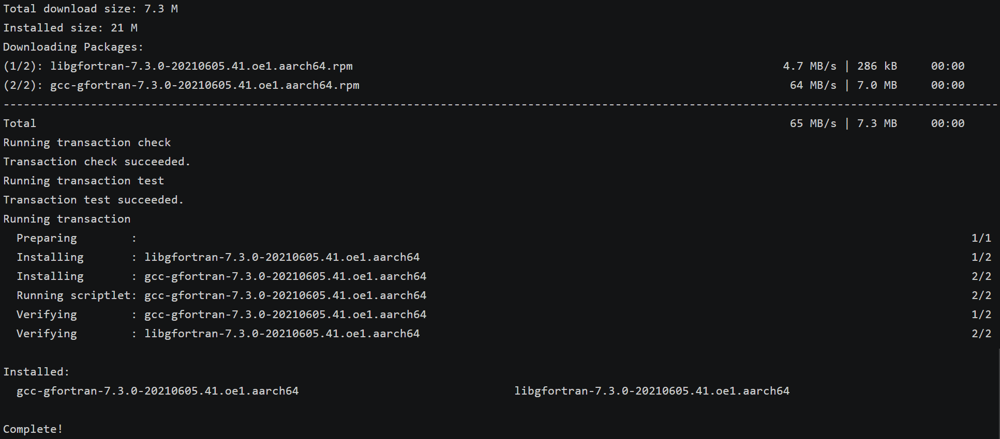 Total download size: 7.3 M
Installed size: 21 M
Downloading Packages:
(1/2): libgfortran-7.3.0-20210605.41.oe1.aarch64.rpm 4.7 MB/s | 286 kB 00:00
(2/2): gcc-gfortran-7.3.0-20210605.41.oe1.aarch64.rpm 64 MB/s | 7.0 MB 00:00
----------------------------------------------------------------------------------------------------------------------------------------------------
Total 65 MB/s | 7.3 MB 00:00
Running transaction check
Transaction check succeeded.
Running transaction test
Transaction test succeeded.
Running transaction
Preparing : 1/1
Installing : libgfortran-7.3.0-20210605.41.oe1.aarch64 1/2
Installing : gcc-gfortran-7.3.0-20210605.41.oe1.aarch64 2/2
Running scriptlet: gcc-gfortran-7.3.0-20210605.41.oe1.aarch64 2/2
Verifying : gcc-gfortran-7.3.0-20210605.41.oe1.aarch64 1/2
Verifying : libgfortran-7.3.0-20210605.41.oe1.aarch64 2/2
Installed:
gcc-gfortran-7.3.0-20210605.41.oe1.aarch64 libgfortran-7.3.0-20210605.41.oe1.aarch64
Complete!